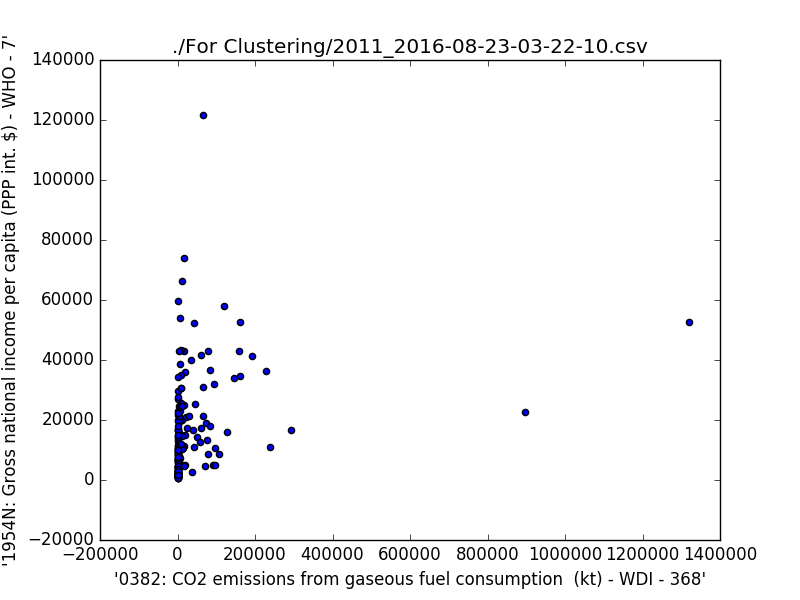 ./For Clustering/2011_2016-08-23-03-22-10.csv
'1954N: Gross national income per capita (PPP int. $) - WHO - 7'
140000
120000
100000
80000
60000
40000
20000
0
−20000
−200000 0 200000 400000 600000 800000 1000000 1200000 1400000
'0382: CO2 emissions from gaseous fuel consumption  (kt) - WDI - 368'